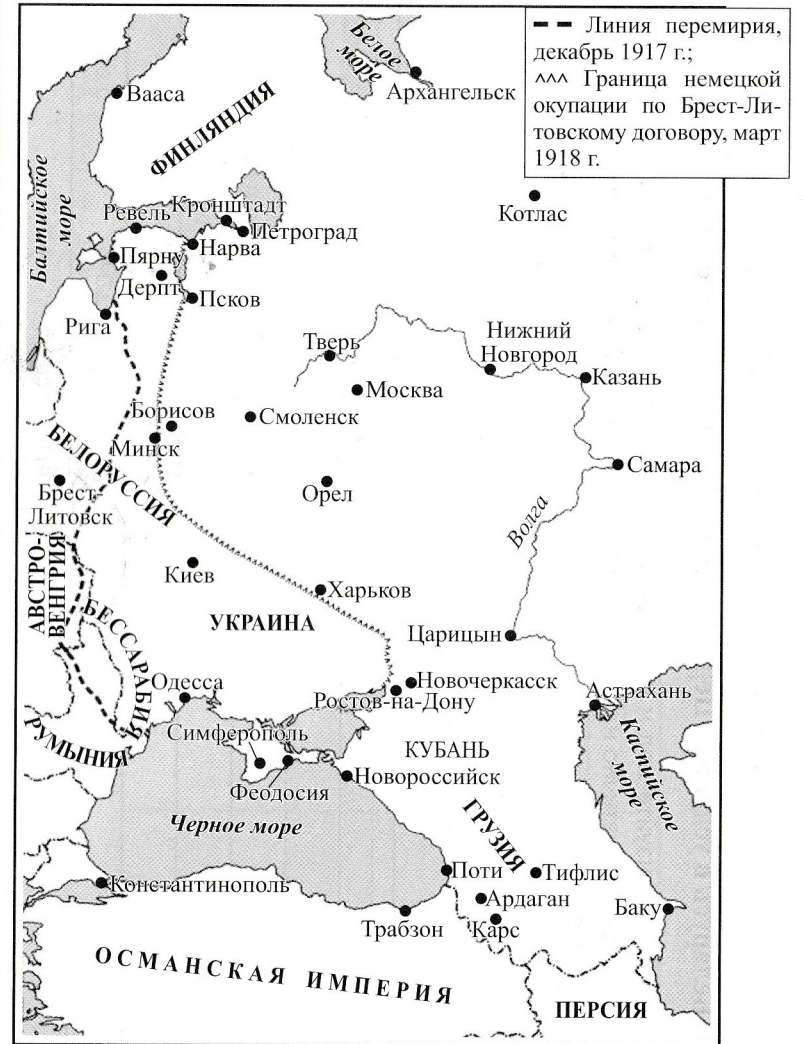 Линия перемирия,
декабрь 1917 г.;
^^^ Граница немецкой
окупации по Брест-Ли-
товскому договору, март
1918 г.
Белое
море
Архангельск
Вааса
ФИНЛЯНДИЯ
Балтийское
море
Котлас
Ревель
Кронштадт
Петроград
Нарва
Пярну
Дерпт
Псков
Рига
Тверь
Нижний
Новгород
Казань
Москва
Борисов
Смоленск
Минск
БЕЛОРУССИЯ
Самара
Брест-
Литовск
Орел
Волга
АВСТРО-
ВЕНГРИЯ
Киев
Харьков
БЕССАРАБИЯ
УКРАИНА
Царицын
Одесса
Новочеркасск
Ростов-на-Дону
Астрахань
РУМЫНИЯ
Симферополь
КУБАНЬ
Каспийское
море
Феодосия
Новороссийск
Черное море
ГРУЗИЯ
Поти
Тифлис
Константинополь
Ардаган
Баку
Трабзон
Карс
ОСМАНСКАЯ ИМПЕРИЯ
ПЕРСИЯ